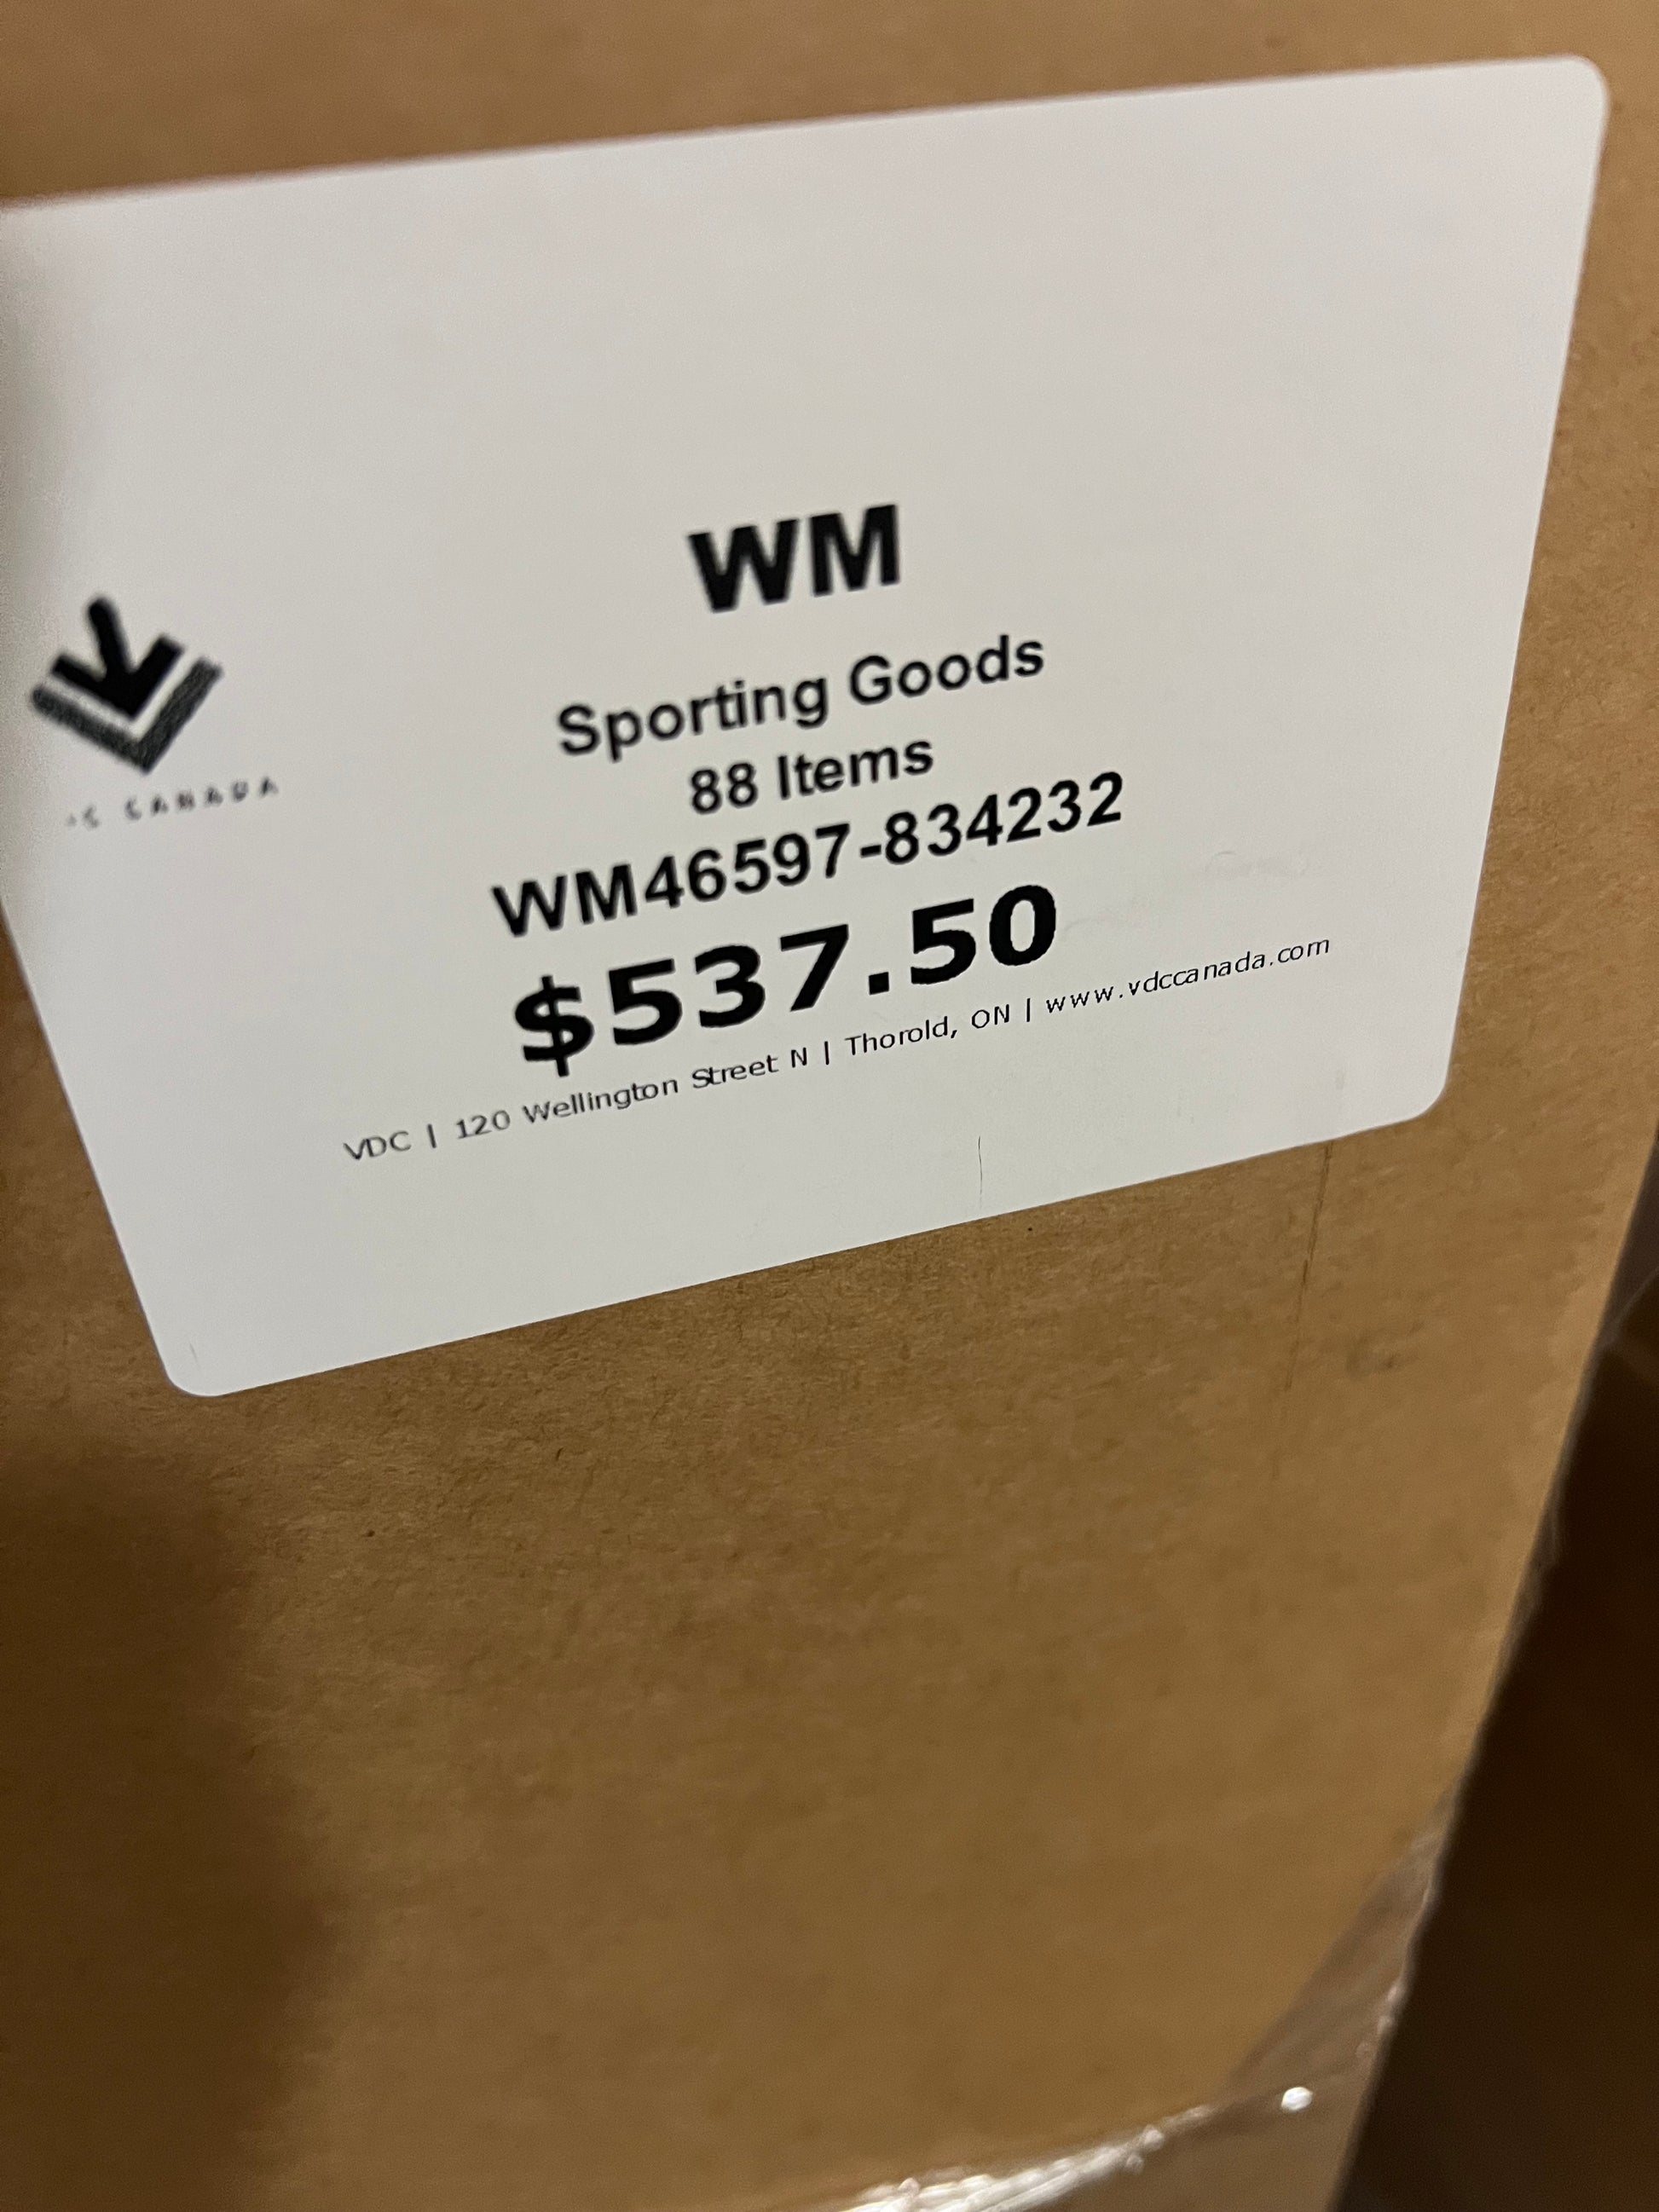 WM
Sporting Goods
88 Items
WM46597-834232
$537.50
VDC | 120 Wellington Street N | Thorold, ON | www.vdccanada.com
CANADA